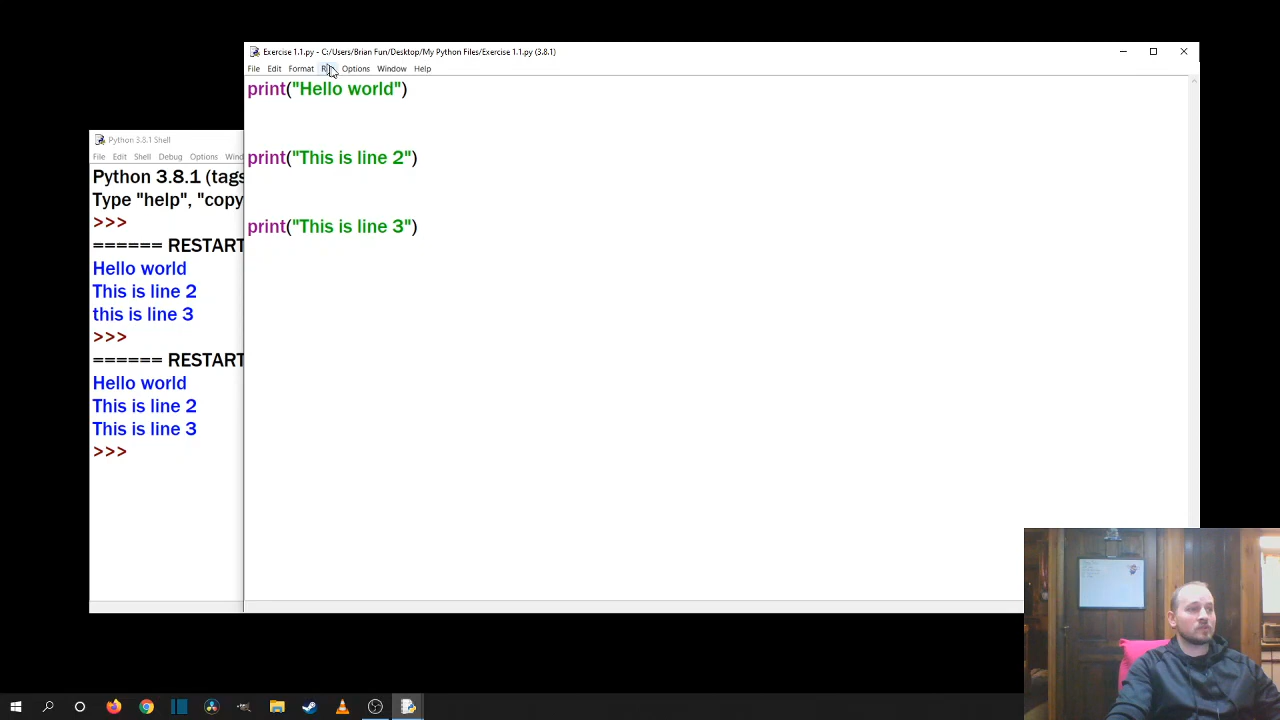 Exercise 1.1.py - C:/Users/Brian Fun/Desktop/My Python Files/Exercise 1.1.py (3.8.1)
File Edit Format Options Window Help
print("Hello world")
print("This is line 2")
print("This is line 3")
Python 3.8.1 Shell
File Edit Shell Debug Options Wind
Python 3.8.1 (tags
Type "help", "copy
>>>
====== RESTART
Hello world
This is line 2
this is line 3
>>>
====== RESTART
Hello world
This is line 2
This is line 3
>>>